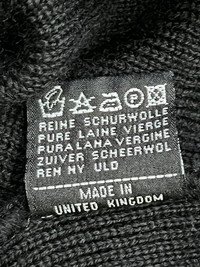 REINE SCHURWOLLE
PURE LAINE VIERGE
PURA LANA VERGINE
ZUIVER SCHEERWOL
REN NY ULD
MADE IN
UNITED KINGDOM